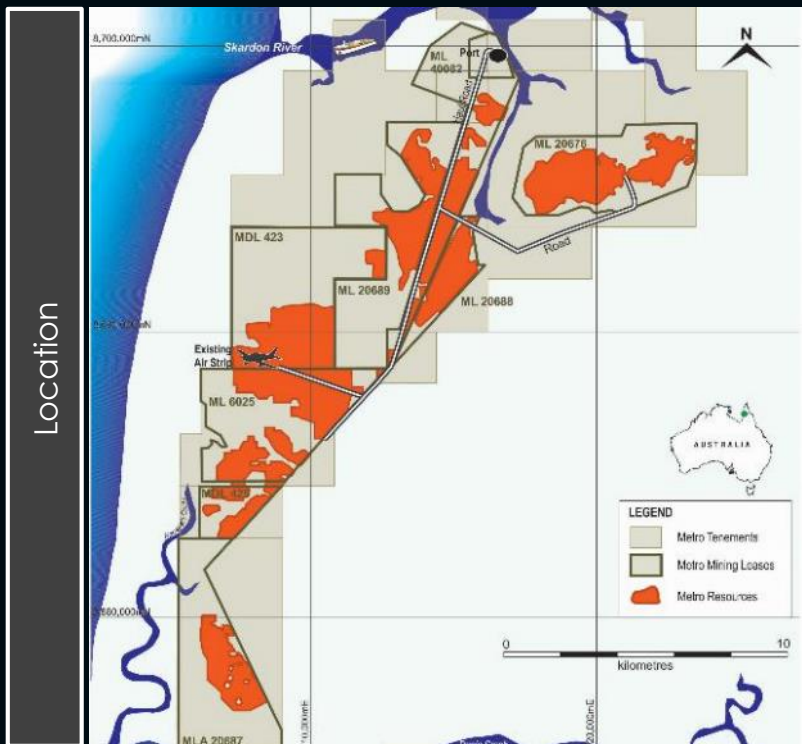 Location
8,700,000mN
Skardon River
Port
ML
40082
N
Haul Road
ML 20676
MDL 423
Road
ML 20689
ML 20688
Existing
Air Strip
ML 6025
AUSTRALIA
LEGEND
Metro Tenements
Metro Mining Leases
Metro Resources
0
10
kilometres
MLA 20687